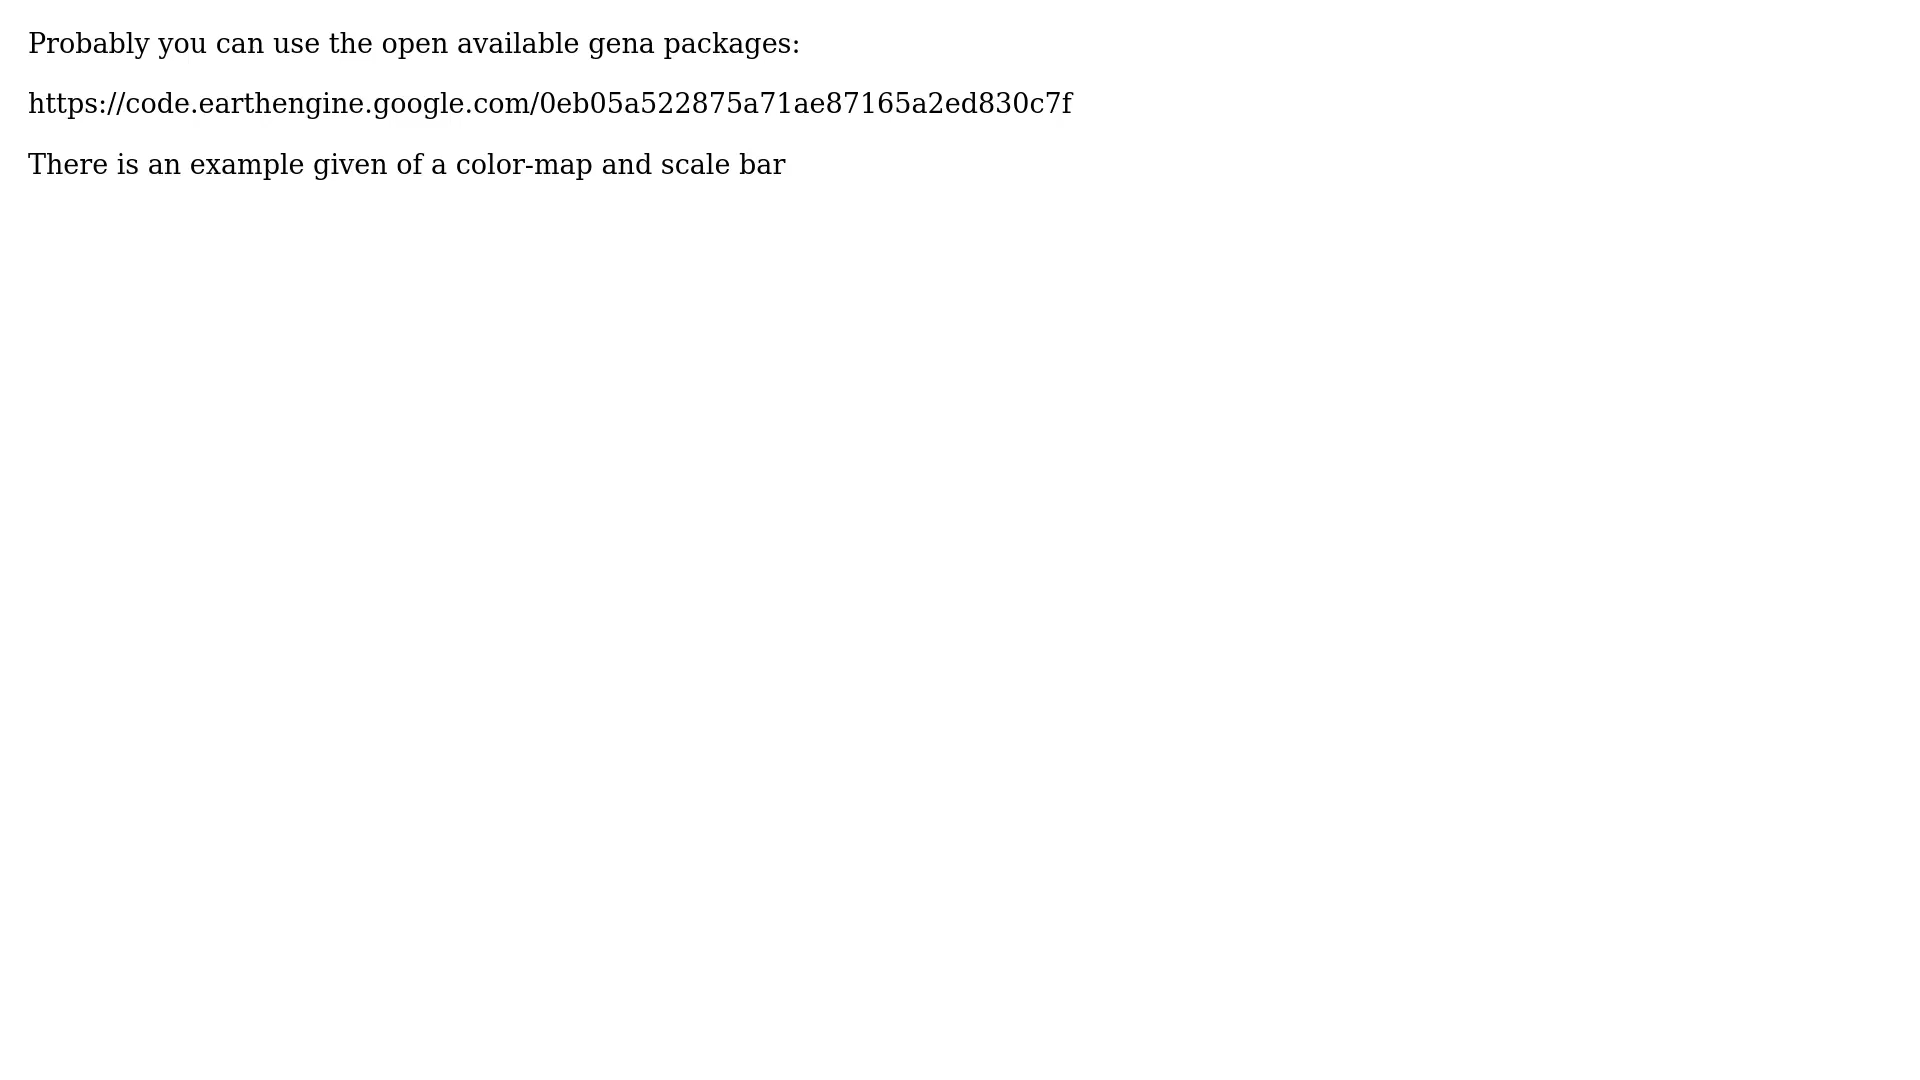 Probably you can use the open available gena packages:
https://code.earthengine.google.com/0eb05a522875a71ae87165a2ed830c7f
There is an example given of a color-map and scale bar